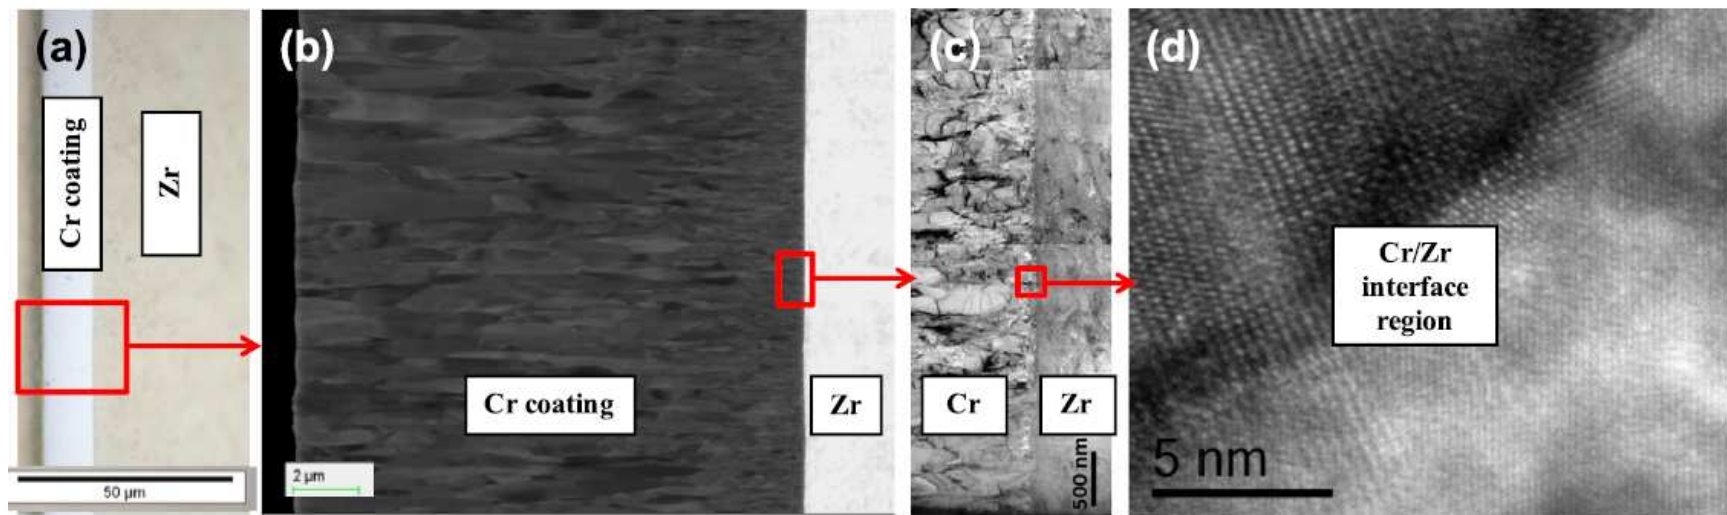 (a)
Cr coating
Zr
50 µm
(b)
Cr coating
Zr
2 µm
(c)
Cr
Zr
500 nm
(d)
Cr/Zr
interface
region
5 nm